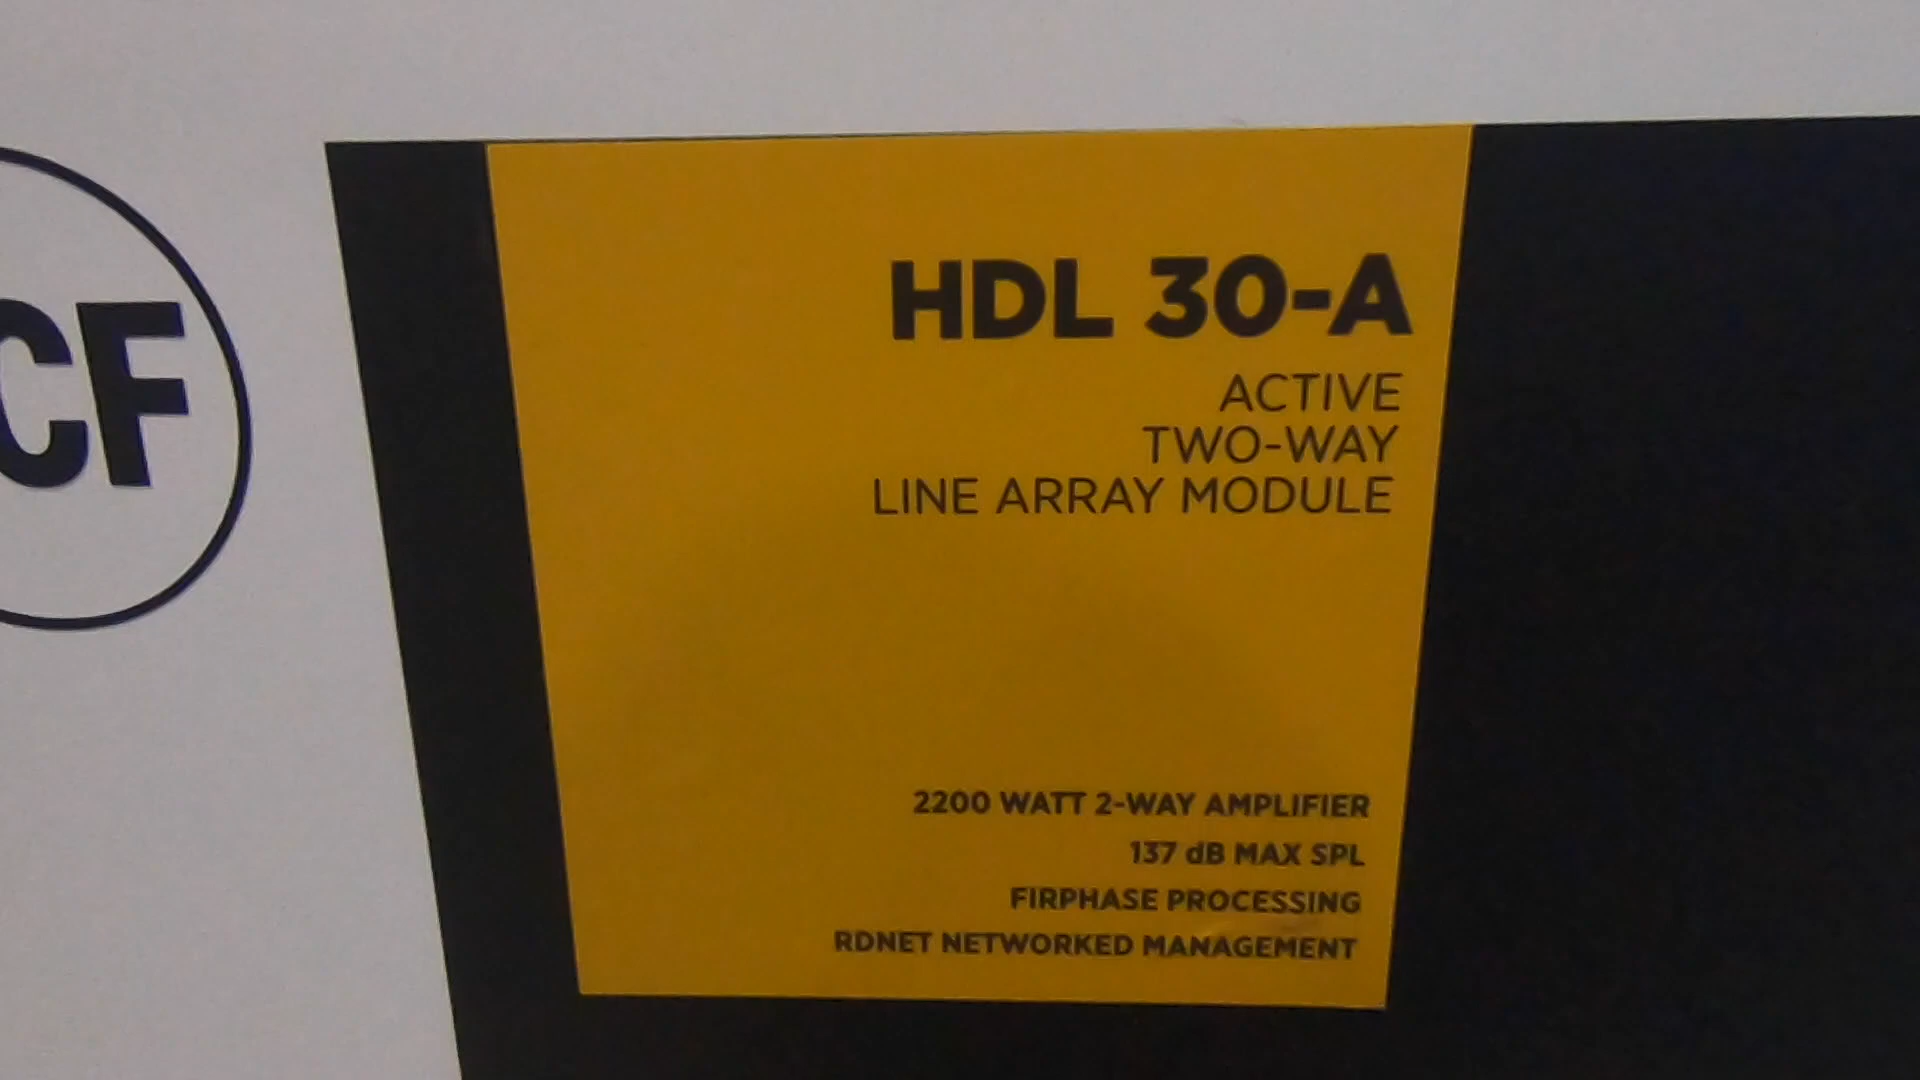 CF
HDL 30-A
ACTIVE
TWO-WAY
LINE ARRAY MODULE
2200 WATT 2-WAY AMPLIFIER
137 dB MAX SPL
FIRPHASE PROCESSING
RDNET NETWORKED MANAGEMENT